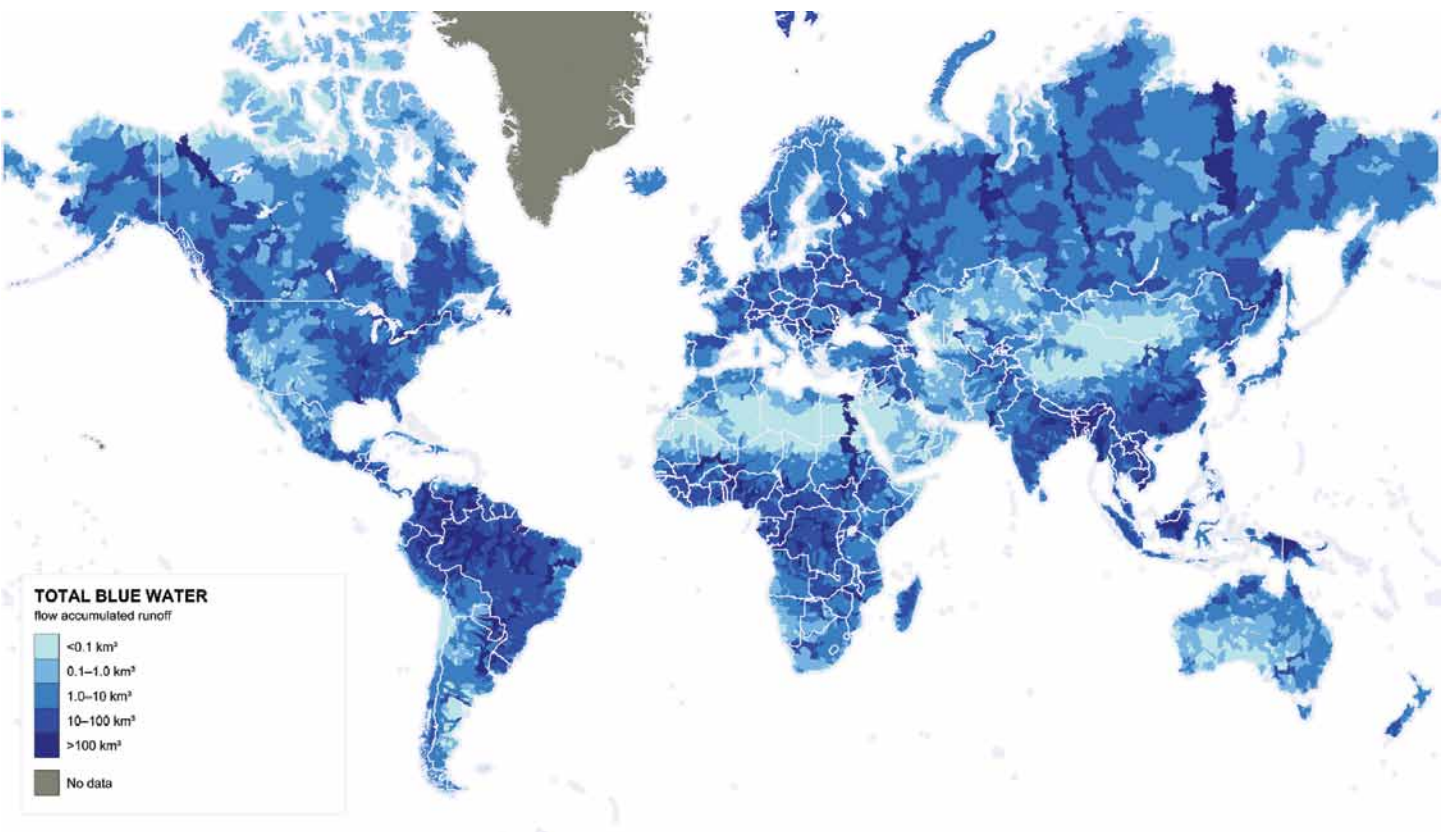 TOTAL BLUE WATER
flow accumulated runoff
<0.1 km³
0.1–1.0 km³
1.0–10 km³
10–100 km³
>100 km³
No data